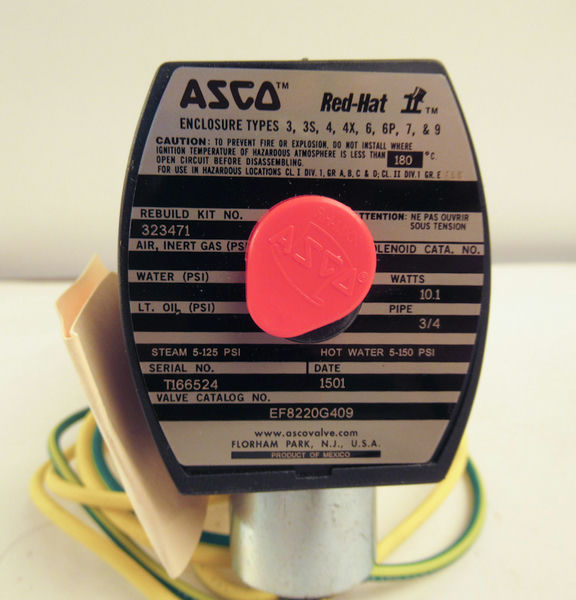 ASCO™ Red-Hat II™
ENCLOSURE TYPES 3, 3S, 4, 4X, 6, 6P, 7, & 9
CAUTION: TO PREVENT FIRE OR EXPLOSION, DO NOT INSTALL WHERE
IGNITION TEMPERATURE OF HAZARDOUS ATMOSPHERE IS LESS THAN 180 °C.
OPEN CIRCUIT BEFORE DISASSEMBLING.
FOR USE IN HAZARDOUS LOCATIONS CL. I DIV. 1, GR A, B, C & D; CL. II DIV. 1 GR. E
REBUILD KIT NO. ATTENTION: NE PAS OUVRIR
323471 SOUS TENSION
AIR, INERT GAS (PSI CATA. NO.
ASCO
WATER (PSI) WATTS
10.1
LT. OIL (PSI) PIPE
3/4
STEAM 5-125 PSI HOT WATER 5-150 PSI
SERIAL NO. DATE
T166524 1501
VALVE CATALOG NO.
EF8220G409
www.ascovalve.com
FLORHAM PARK, N.J., U.S.A.
PRODUCT OF MEXICO